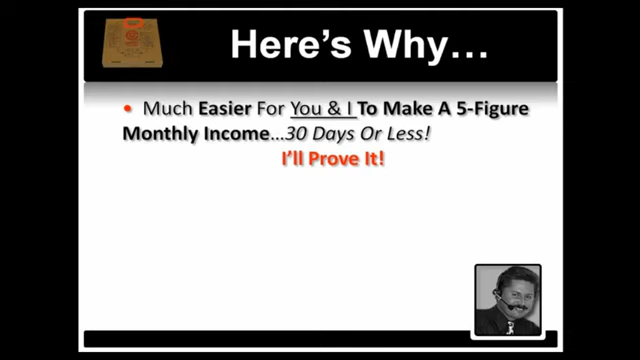 Here's Why…
• Much Easier For You & I To Make A 5-Figure
Monthly Income…30 Days Or Less!
I'll Prove It!